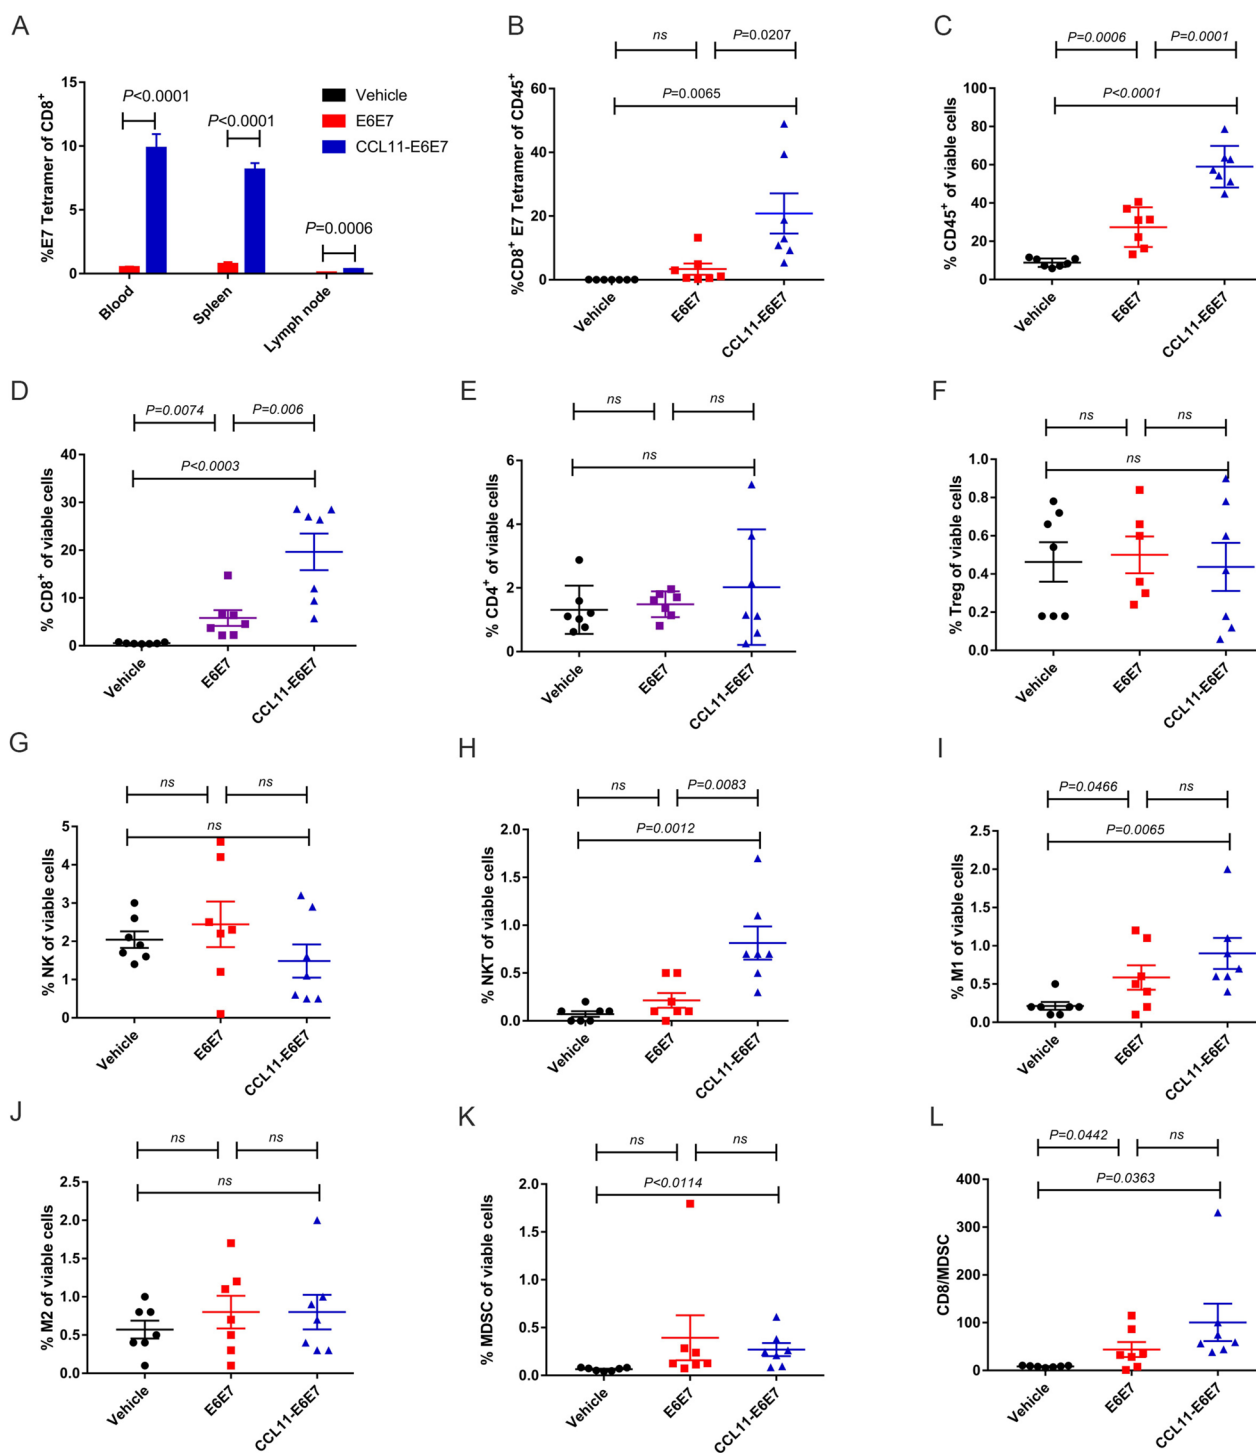 A
%E7 Tetramer of CD8+
15
10
5
0
P<0.0001
P<0.0001
P=0.0006
Vehicle
E6E7
CCL11-E6E7
Blood
Spleen
Lymph node
B
ns
P=0.0207
P=0.0065
%CD8+ E7 Tetramer of CD45+
60
40
20
0
Vehicle
E6E7
CCL11-E6E7
C
P=0.0006
P=0.0001
P<0.0001
% CD45+ of viable cells
100
80
60
40
20
0
Vehicle
E6E7
CCL11-E6E7
D
P=0.0074
P=0.006
P<0.0003
% CD8+ of viable cells
40
30
20
10
0
Vehicle
E6E7
CCL11-E6E7
E
ns
ns
ns
% CD4+ of viable cells
6
4
2
0
Vehicle
E6E7
CCL11-E6E7
F
ns
ns
ns
% Treg of viable cells
1.0
0.8
0.6
0.4
0.2
0.0
Vehicle
E6E7
CCL11-E6E7
G
ns
ns
ns
% NK of viable cells
5
4
3
2
1
0
Vehicle
E6E7
CCL11-E6E7
H
ns
P=0.0083
P=0.0012
% NKT of viable cells
2.0
1.5
1.0
0.5
0.0
Vehicle
E6E7
CCL11-E6E7
I
P=0.0466
ns
P=0.0065
% M1 of viable cells
2.5
2.0
1.5
1.0
0.5
0.0
Vehicle
E6E7
CCL11-E6E7
J
ns
ns
ns
% M2 of viable cells
2.5
2.0
1.5
1.0
0.5
0.0
Vehicle
E6E7
CCL11-E6E7
K
ns
ns
P<0.0114
% MDSC of viable cells
2.0
1.5
1.0
0.5
0.0
Vehicle
E6E7
CCL11-E6E7
L
P=0.0442
ns
P=0.0363
CD8/MDSC
400
300
200
100
0
Vehicle
E6E7
CCL11-E6E7